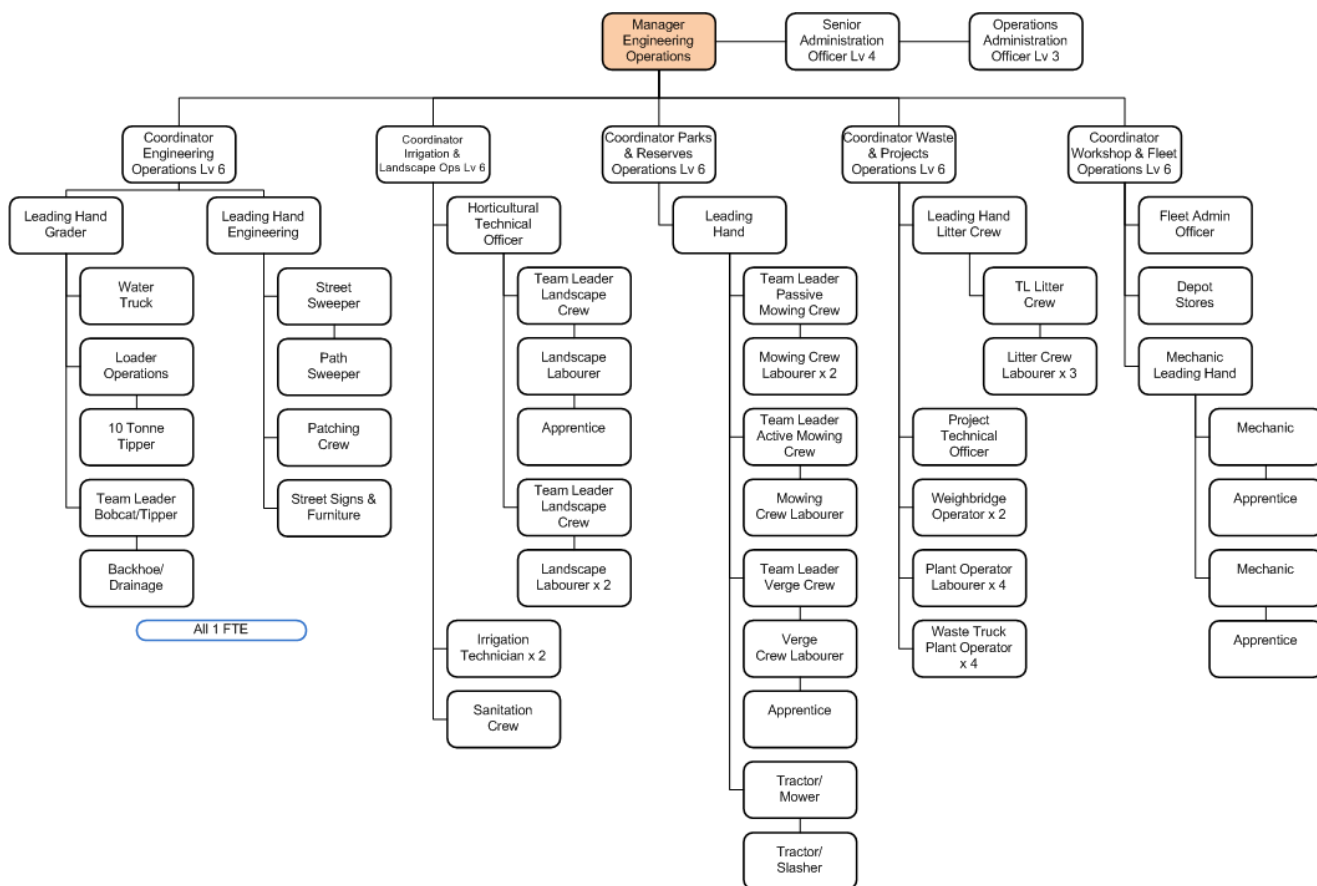 Manager
Engineering
Operations
Senior
Administration
Officer Lv 4
Operations
Administration
Officer Lv 3
Coordinator
Engineering
Operations Lv 6
Leading Hand
Grader
Water
Truck
Loader
Operations
10 Tonne
Tipper
Team Leader
Bobcat/Tipper
Backhoe/
Drainage
Leading Hand
Engineering
Street
Sweeper
Path
Sweeper
Patching
Crew
Street Signs &
Furniture
All 1 FTE
Coordinator
Irrigation &
Landscape Ops Lv 6
Horticultural
Technical
Officer
Team Leader
Landscape
Crew
Landscape
Labourer
Apprentice
Team Leader
Landscape
Crew
Landscape
Labourer x 2
Irrigation
Technician x 2
Sanitation
Crew
Coordinator Parks
& Reserves
Operations Lv 6
Leading
Hand
Team Leader
Passive
Mowing Crew
Mowing Crew
Labourer x 2
Team Leader
Active Mowing
Crew
Mowing
Crew Labourer
Team Leader
Verge Crew
Verge
Crew Labourer
Apprentice
Tractor/
Mower
Tractor/
Slasher
Coordinator Waste
& Projects
Operations Lv 6
Leading Hand
Litter Crew
TL Litter
Crew
Litter Crew
Labourer x 3
Project
Technical
Officer
Weighbridge
Operator x 2
Plant Operator
Labourer x 4
Waste Truck
Plant Operator
x 4
Coordinator
Workshop & Fleet
Operations Lv 6
Fleet Admin
Officer
Depot
Stores
Mechanic
Leading Hand
Mechanic
Apprentice
Mechanic
Apprentice